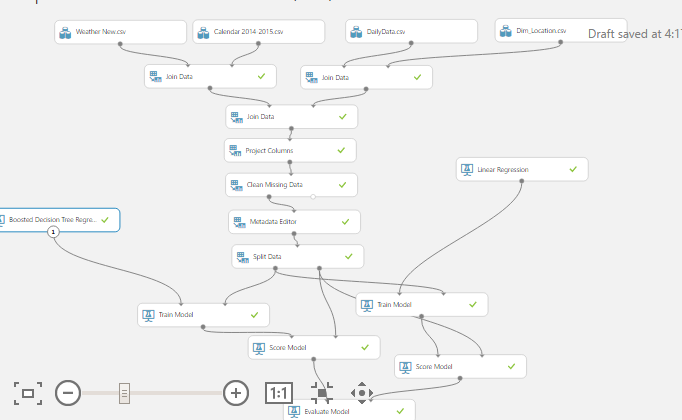 Weather New.csv
Calendar 2014-2015.csv
DailyData.csv
Dim_Location.csv
Draft saved at 4:1
Join Data
Join Data
Join Data
Project Columns
Linear Regression
Clean Missing Data
Boosted Decision Tree Regre...
Metadata Editor
1
Split Data
Train Model
Train Model
Score Model
Score Model
1:1
Evaluate Model